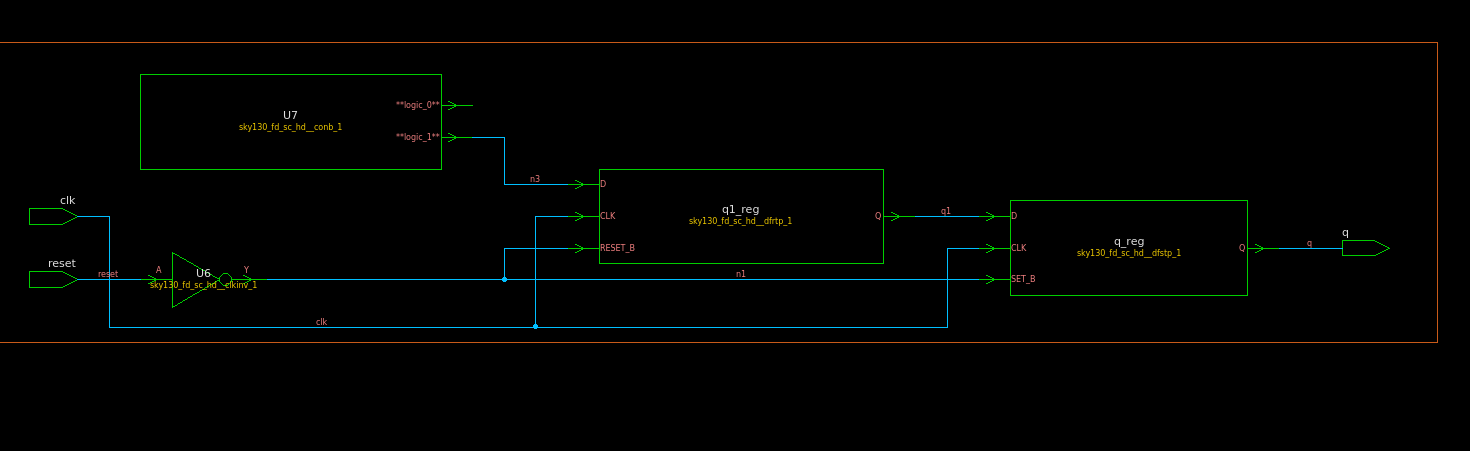 U7
sky130_fd_sc_hd__conb_1
**logic_0**
**logic_1**
n3
clk
reset
reset
A
U6
sky130_fd_sc_hd__clkinv_1
Y
clk
D
CLK
RESET_B
q1_reg
sky130_fd_sc_hd__dfrtp_1
Q
q1
n1
D
CLK
SET_B
q_reg
sky130_fd_sc_hd__dfstp_1
Q
q
q